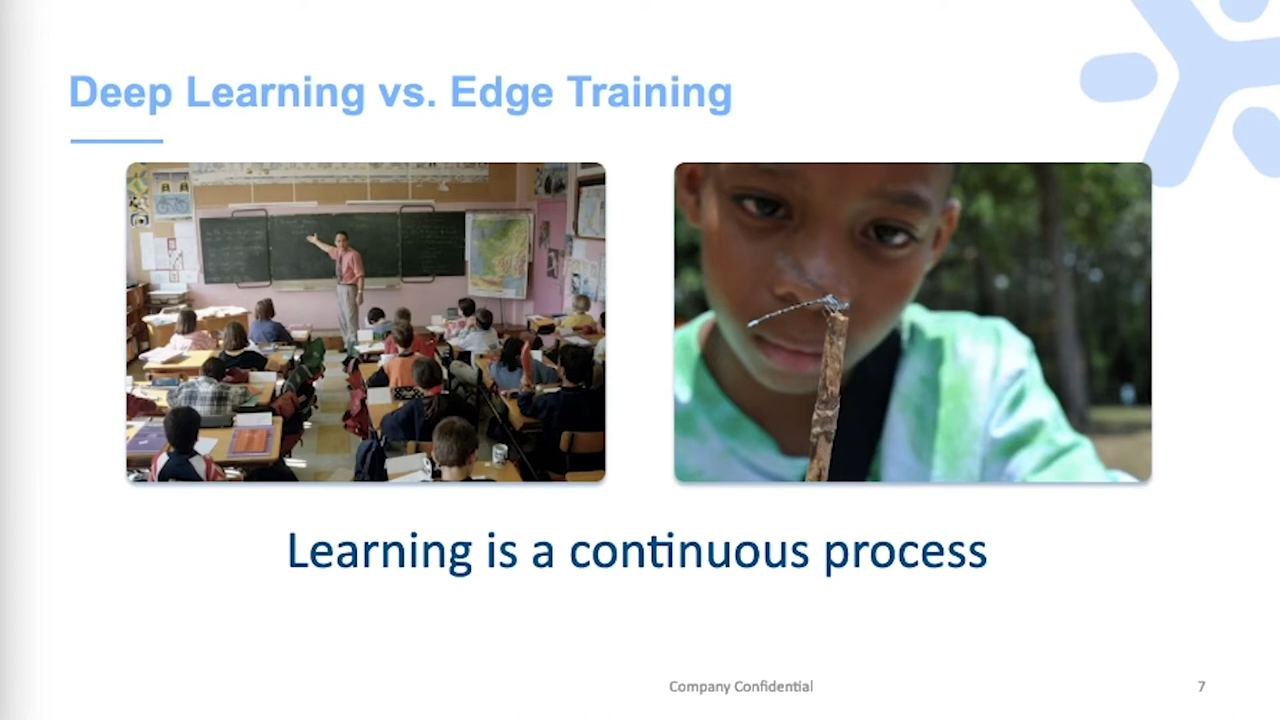 Deep Learning vs. Edge Training
Learning is a continuous process
Company Confidential
7